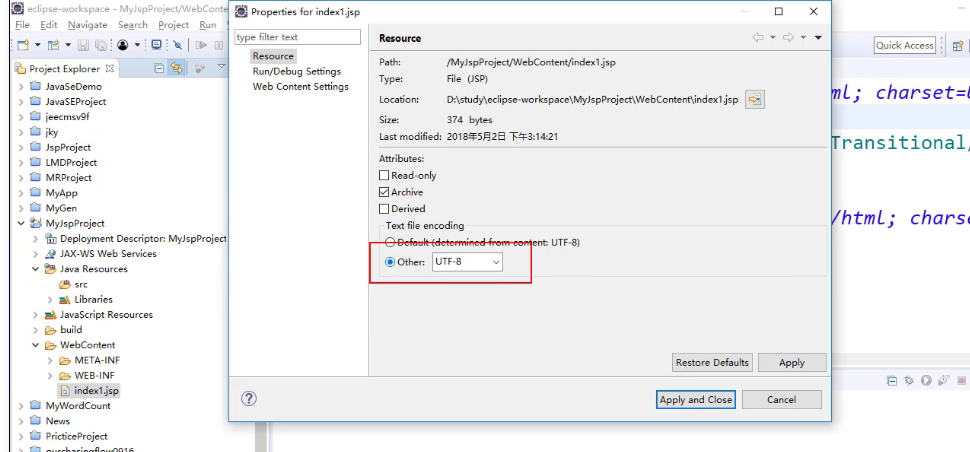 eclipse-workspace - MyJspProject/WebConte
File Edit Navigate Search Project Run
Quick Access
Project Explorer
JavaSeDemo
JavaSEProject
jeecmsv9f
jky
JspProject
LMDProject
MRProject
MyApp
MyGen
MyJspProject
Deployment Descriptor: MyJspProject
JAX-WS Web Services
Java Resources
src
Libraries
JavaScript Resources
build
WebContent
META-INF
WEB-INF
index1.jsp
MyWordCount
News
PricticeProject
purchasingflow0916
Properties for index1.jsp
type filter text
Resource
Run/Debug Settings
Web Content Settings
Resource
Path: /MyJspProject/WebContent/index1.jsp
Type: File (JSP)
Location: D:\study\eclipse-workspace\MyJspProject\WebContent\index1.jsp
Size: 374 bytes
Last modified: 2018年5月2日 下午3:14:21
Attributes:
Read-only
Archive
Derived
Text file encoding
Default (determined from content: UTF-8)
Other: UTF-8
Restore Defaults Apply
Apply and Close Cancel
ml; charset=
Transitional/
/html; charse